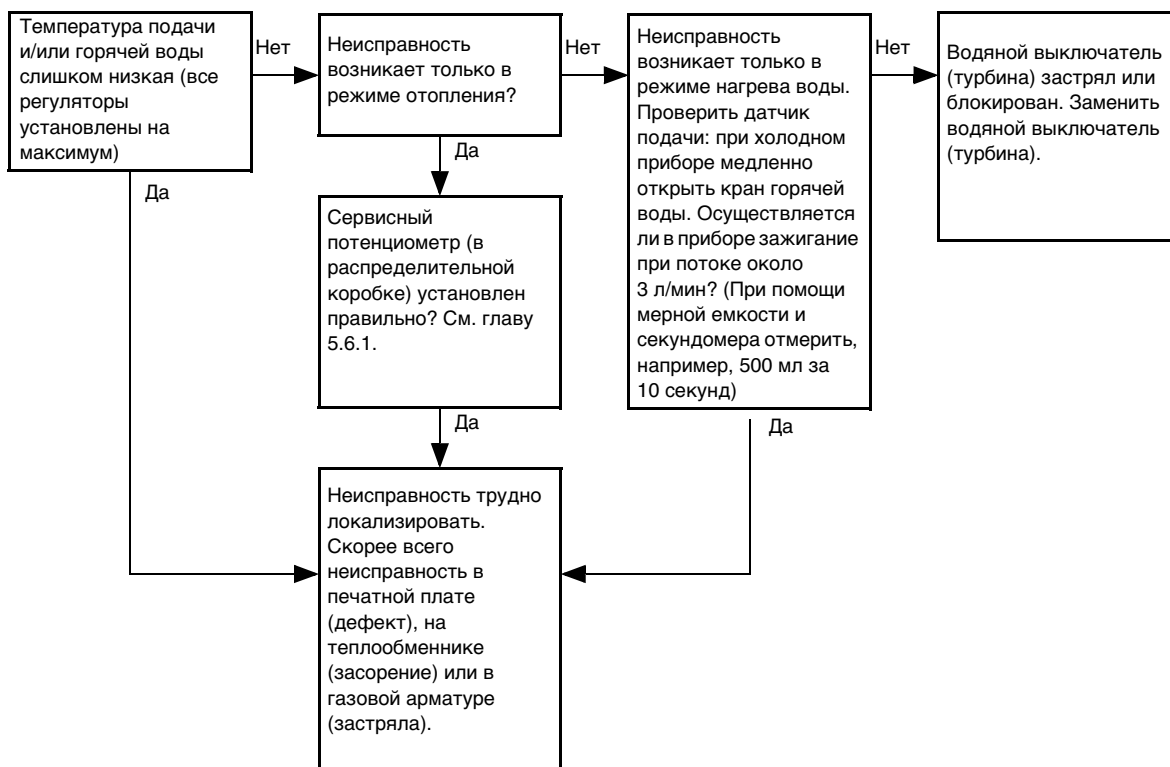 Температура подачи
и/или горячей воды
слишком низкая (все
регуляторы
установлены на
максимум)
Нет
Да
Неисправность
возникает только в
режиме отопления?
Нет
Да
Сервисный
потенциометр (в
распределительной
коробке) установлен
правильно? См. главу
5.6.1.
Да
Неисправность
возникает только в
режиме нагрева воды.
Проверить датчик
подачи: при холодном
приборе медленно
открыть кран горячей
воды. Осуществляется
ли в приборе зажигание
при потоке около
3 л/мин? (При помощи
мерной емкости и
секундомера отмерить,
например, 500 мл за
10 секунд)
Нет
Да
Водяной выключатель
(турбина) застрял или
блокирован. Заменить
водяной выключатель
(турбина).
Неисправность трудно
локализировать.
Скорее всего
неисправность в
печатной плате
(дефект), на
теплообменнике
(засорение) или в
газовой арматуре
(застряла).